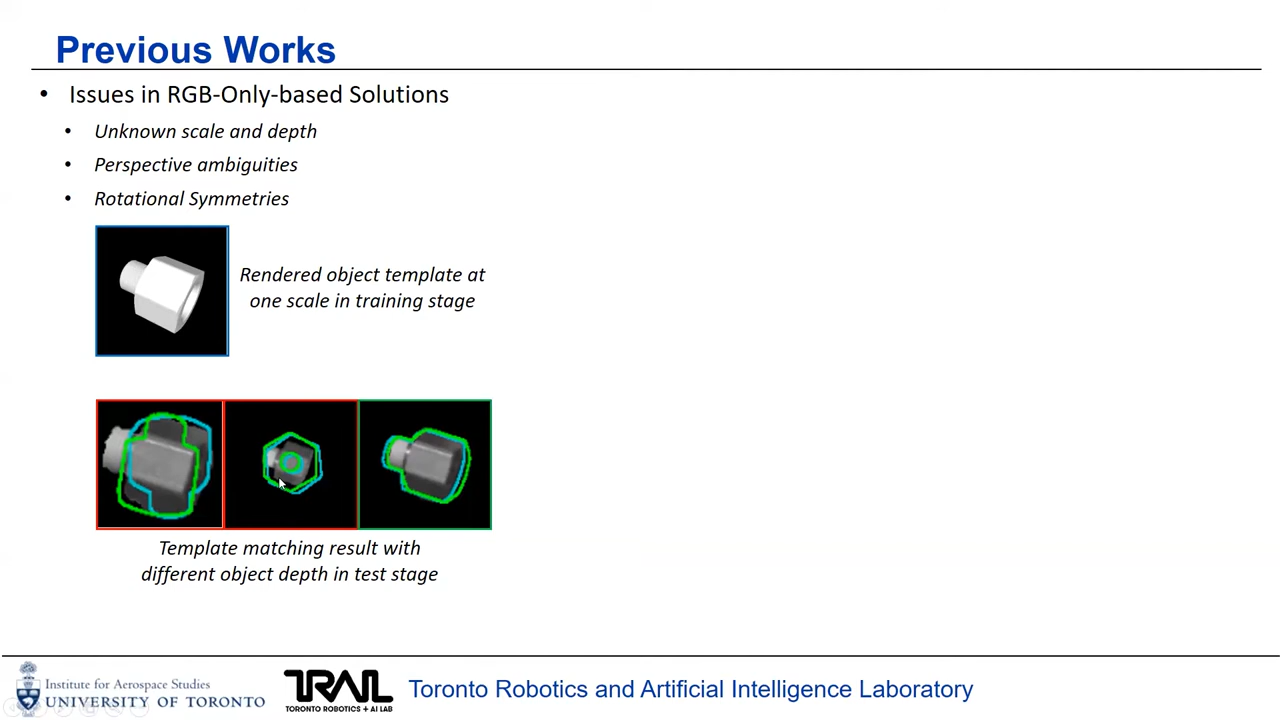 Previous Works
• Issues in RGB-Only-based Solutions
• Unknown scale and depth
• Perspective ambiguities
• Rotational Symmetries
Rendered object template at
one scale in training stage
Template matching result with
different object depth in test stage
Institute for Aerospace Studies
UNIVERSITY OF TORONTO
TRAIL
TORONTO ROBOTICS + AI LAB
Toronto Robotics and Artificial Intelligence Laboratory